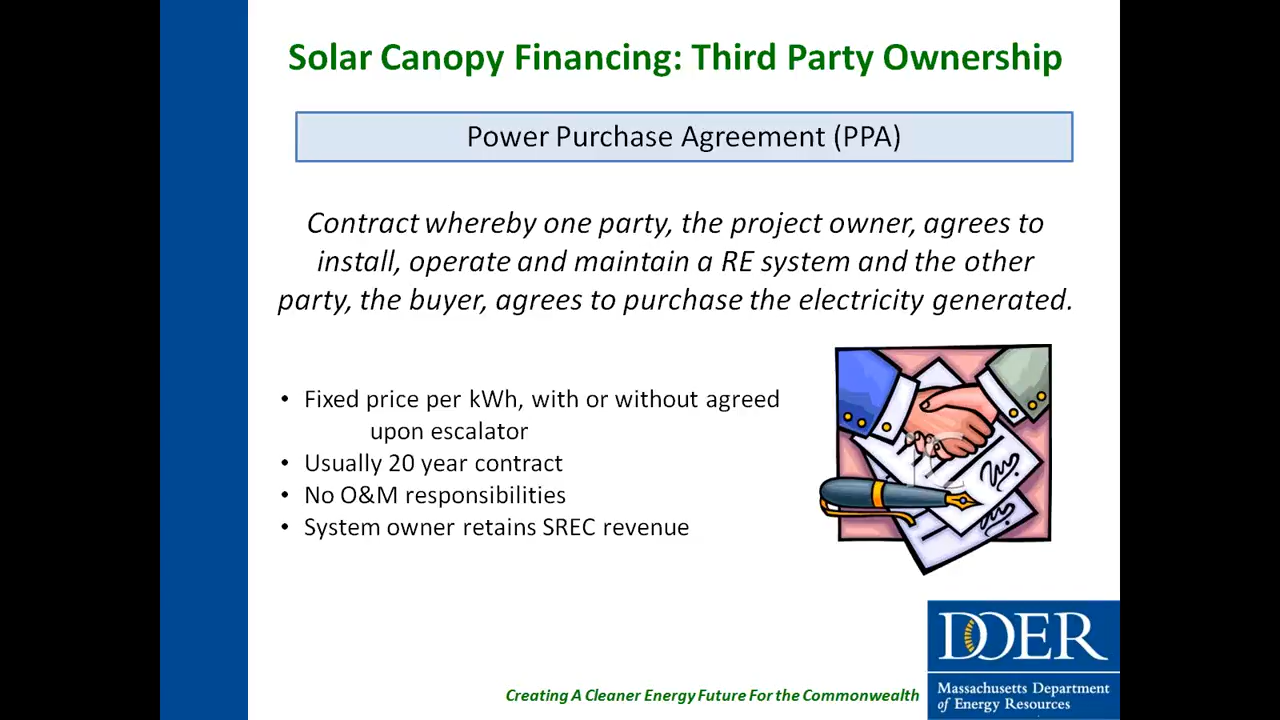 Solar Canopy Financing: Third Party Ownership
Power Purchase Agreement (PPA)
Contract whereby one party, the project owner, agrees to
install, operate and maintain a RE system and the other
party, the buyer, agrees to purchase the electricity generated.
• Fixed price per kWh, with or without agreed
upon escalator
• Usually 20 year contract
• No O&M responsibilities
• System owner retains SREC revenue
Creating A Cleaner Energy Future For the Commonwealth
DOER
Massachusetts Department
of Energy Resources